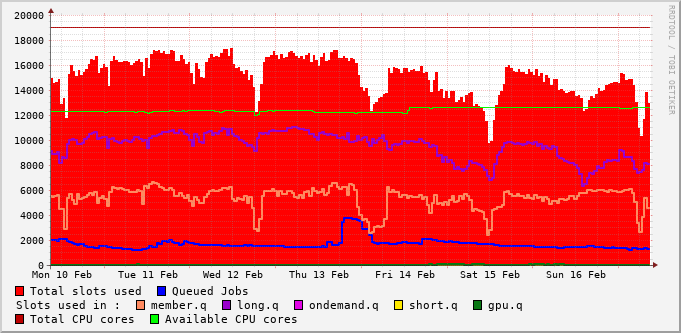 20000
18000
16000
14000
12000
10000
8000
6000
4000
2000
0
Mon 10 Feb Tue 11 Feb Wed 12 Feb Thu 13 Feb Fri 14 Feb Sat 15 Feb Sun 16 Feb
Total slots used Queued Jobs
Slots used in : member.q long.q ondemand.q short.q gpu.q
Total CPU cores Available CPU cores
RRDTOOL / TOBI OETIKER